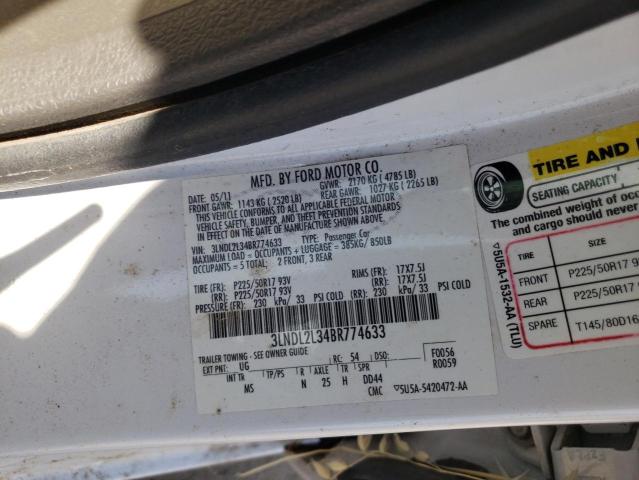 MFD. BY FORD MOTOR CO.
DATE: 05/11 GVWR: 2170 KG (4785 LB)
FRONT GAWR: 1143 KG (2520 LB) REAR GAWR: 1027 KG (2265 LB)
THIS VEHICLE CONFORMS TO ALL APPLICABLE FEDERAL MOTOR
VEHICLE SAFETY, BUMPER, AND THEFT PREVENTION STANDARDS
IN EFFECT ON THE DATE OF MANUFACTURE SHOWN ABOVE.
VIN: 3LNDL2L34BR774633 TYPE: Passenger Car
MAXIMUM LOAD = OCCUPANTS + LUGGAGE = 385KG / 850LB
OCCUPANTS = 5 TOTAL: 2 FRONT, 3 REAR
TIRE (FR): P225/50R17 93V RIMS (FR): 17X7.5J
(RR): P225/50R17 93V (RR): 17X7.5J
PRESSURE (FR): 230 kPa/ 33 PSI COLD (RR): 230 kPa/ 33 PSI COLD
3LNDL2L34BR774633
TRAILER TOWING - SEE OWNER GUIDE
EXT PNT: UG RC: 54 DSO: F0056
R0059
INT TR TP/PS R AXLE TR SPR
MS N 25 H DD44
CMC ▽5U5A-5420472-AA
TIRE AND
SEATING CAPACITY
The combined weight of occu
and cargo should never
TIRE SIZE
FRONT P225/50R17 93V
REAR P225/50R17 9
SPARE T145/80D16
▽5U5A-1532-AA (TLU)